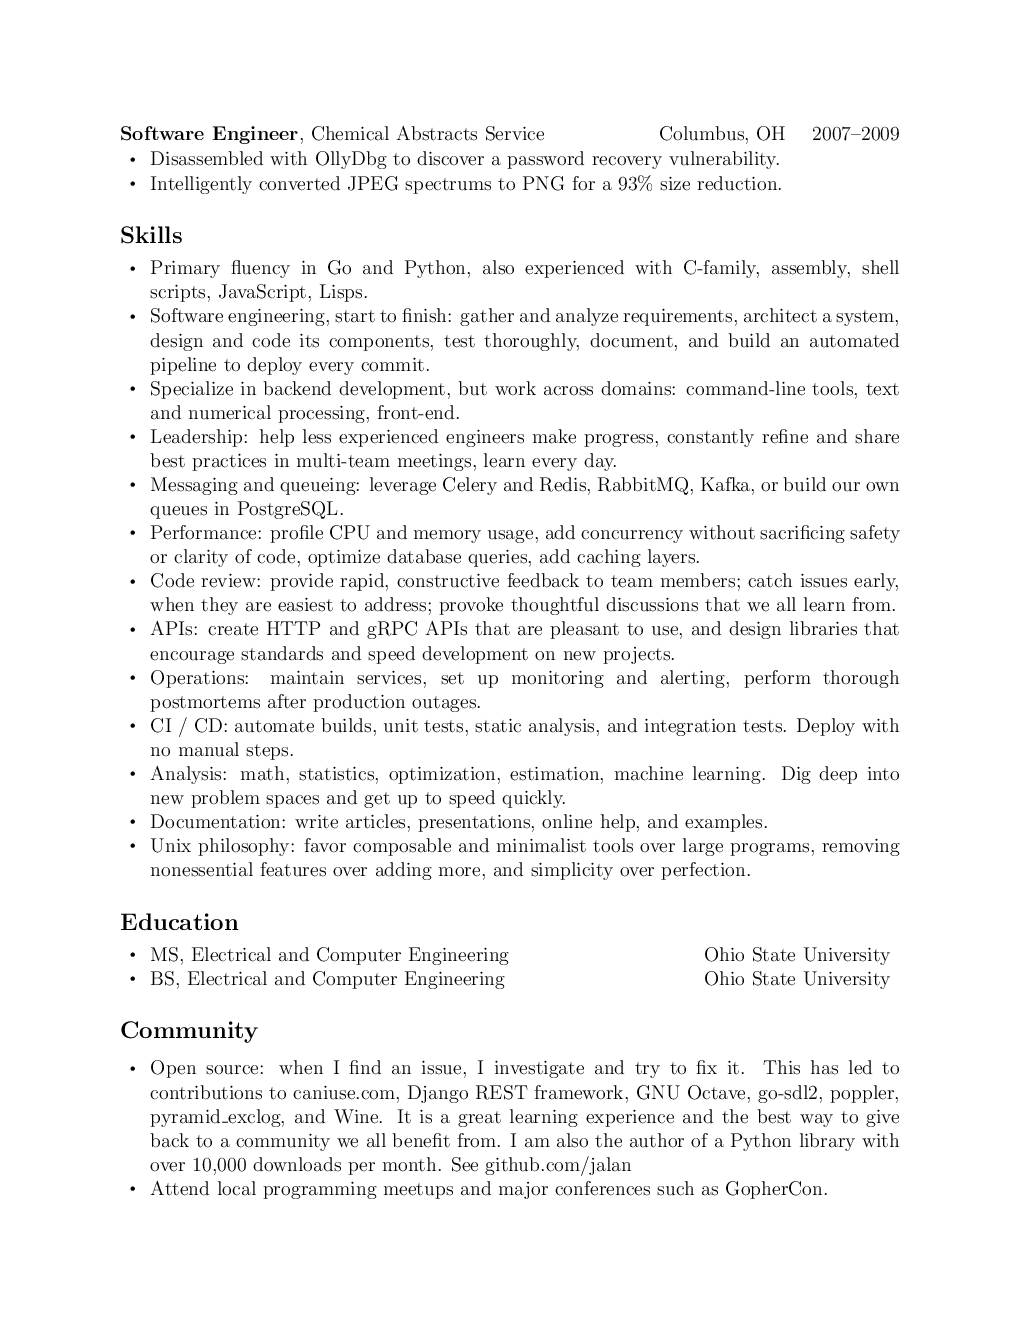 Software Engineer, Chemical Abstracts Service Columbus, OH 2007–2009
• Disassembled with OllyDbg to discover a password recovery vulnerability.
• Intelligently converted JPEG spectrums to PNG for a 93% size reduction.
Skills
• Primary fluency in Go and Python, also experienced with C-family, assembly, shell
scripts, JavaScript, Lisps.
• Software engineering, start to finish: gather and analyze requirements, architect a system,
design and code its components, test thoroughly, document, and build an automated
pipeline to deploy every commit.
• Specialize in backend development, but work across domains: command-line tools, text
and numerical processing, front-end.
• Leadership: help less experienced engineers make progress, constantly refine and share
best practices in multi-team meetings, learn every day.
• Messaging and queueing: leverage Celery and Redis, RabbitMQ, Kafka, or build our own
queues in PostgreSQL.
• Performance: profile CPU and memory usage, add concurrency without sacrificing safety
or clarity of code, optimize database queries, add caching layers.
• Code review: provide rapid, constructive feedback to team members; catch issues early,
when they are easiest to address; provoke thoughtful discussions that we all learn from.
• APIs: create HTTP and gRPC APIs that are pleasant to use, and design libraries that
encourage standards and speed development on new projects.
• Operations: maintain services, set up monitoring and alerting, perform thorough
postmortems after production outages.
• CI / CD: automate builds, unit tests, static analysis, and integration tests. Deploy with
no manual steps.
• Analysis: math, statistics, optimization, estimation, machine learning. Dig deep into
new problem spaces and get up to speed quickly.
• Documentation: write articles, presentations, online help, and examples.
• Unix philosophy: favor composable and minimalist tools over large programs, removing
nonessential features over adding more, and simplicity over perfection.
Education
• MS, Electrical and Computer Engineering Ohio State University
• BS, Electrical and Computer Engineering Ohio State University
Community
• Open source: when I find an issue, I investigate and try to fix it. This has led to
contributions to caniuse.com, Django REST framework, GNU Octave, go-sdl2, poppler,
pyramid_exclog, and Wine. It is a great learning experience and the best way to give
back to a community we all benefit from. I am also the author of a Python library with
over 10,000 downloads per month. See github.com/jalan
• Attend local programming meetups and major conferences such as GopherCon.